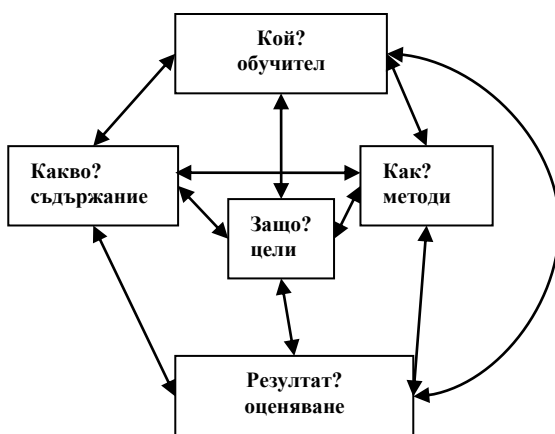 Кой?
обучител
Какво?
съдържание
Как?
методи
Защо?
цели
Резултат?
оценяване